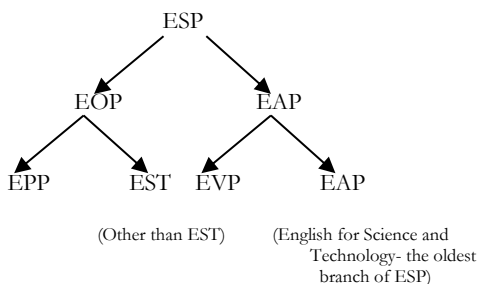 ESP
EOP EAP
EPP EST EVP EAP
(Other than EST) (English for Science and
Technology- the oldest
branch of ESP)